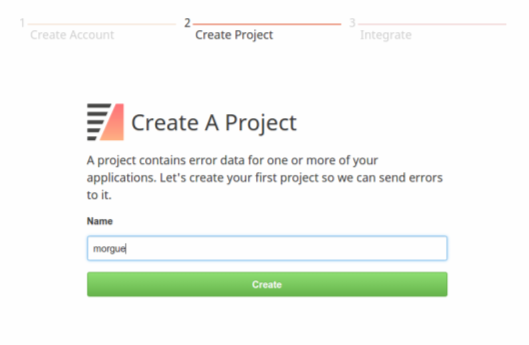 1
Create Account
2
Create Project
3
Integrate
Create A Project
A project contains error data for one or more of your
applications. Let's create your first project so we can send errors
to it.
Name
morgue
Create